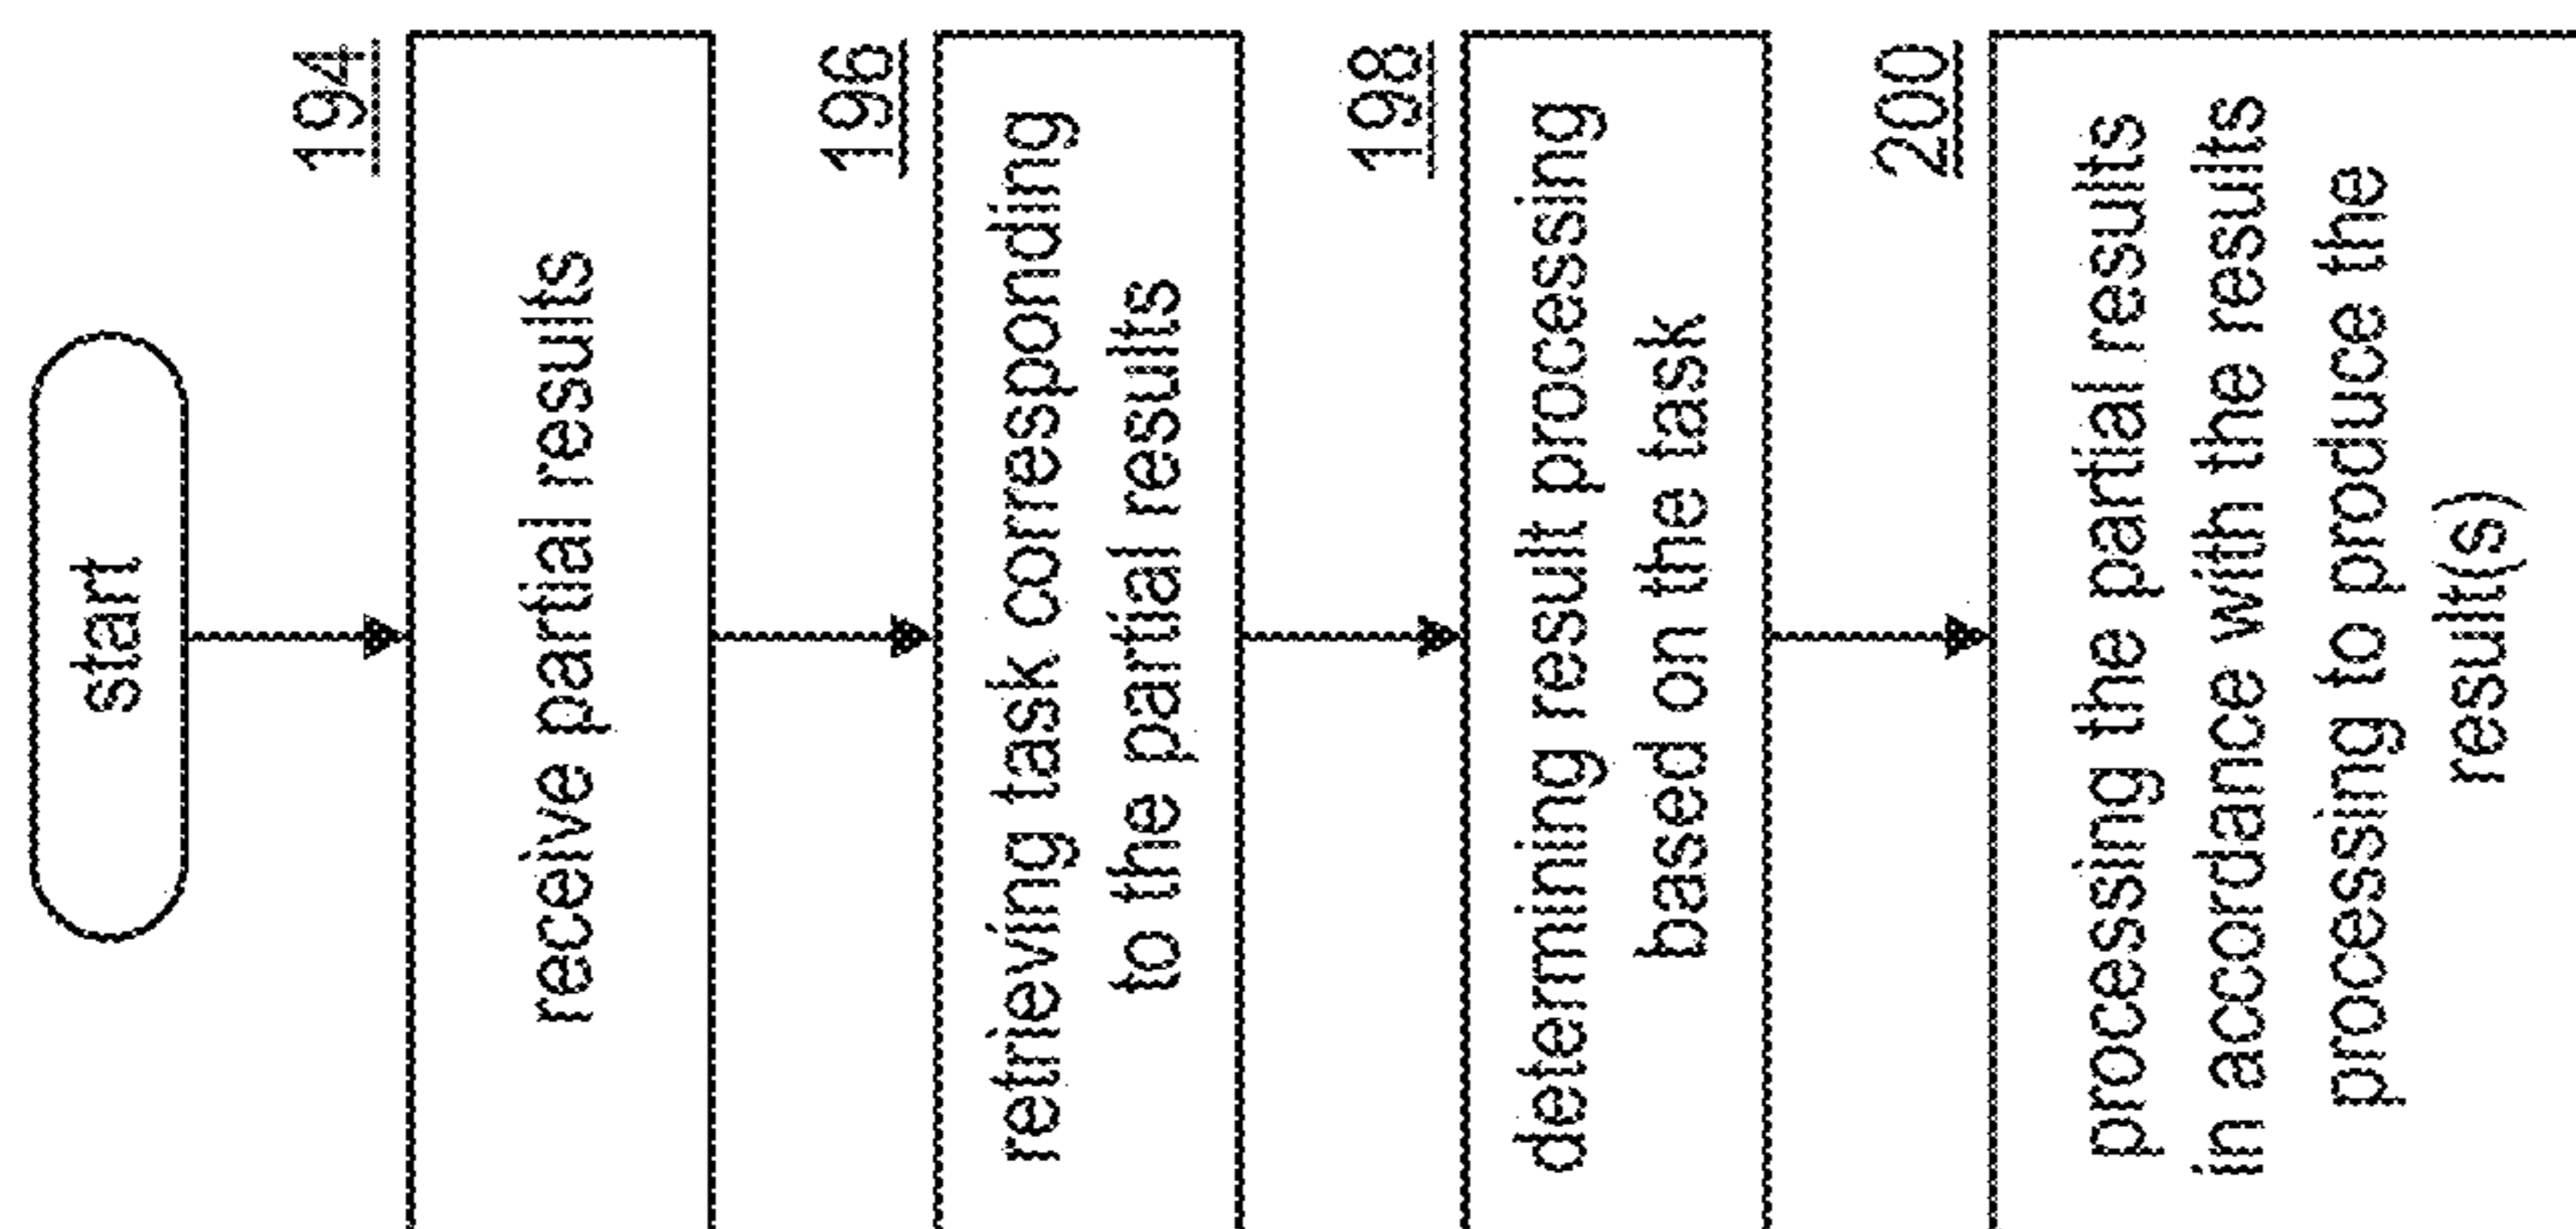 start
194
receive partial results
196
retrieving task corresponding
to the partial results
198
determining result processing
based on the task
200
processing the partial results
in accordance with the results
processing to produce the
result(s)